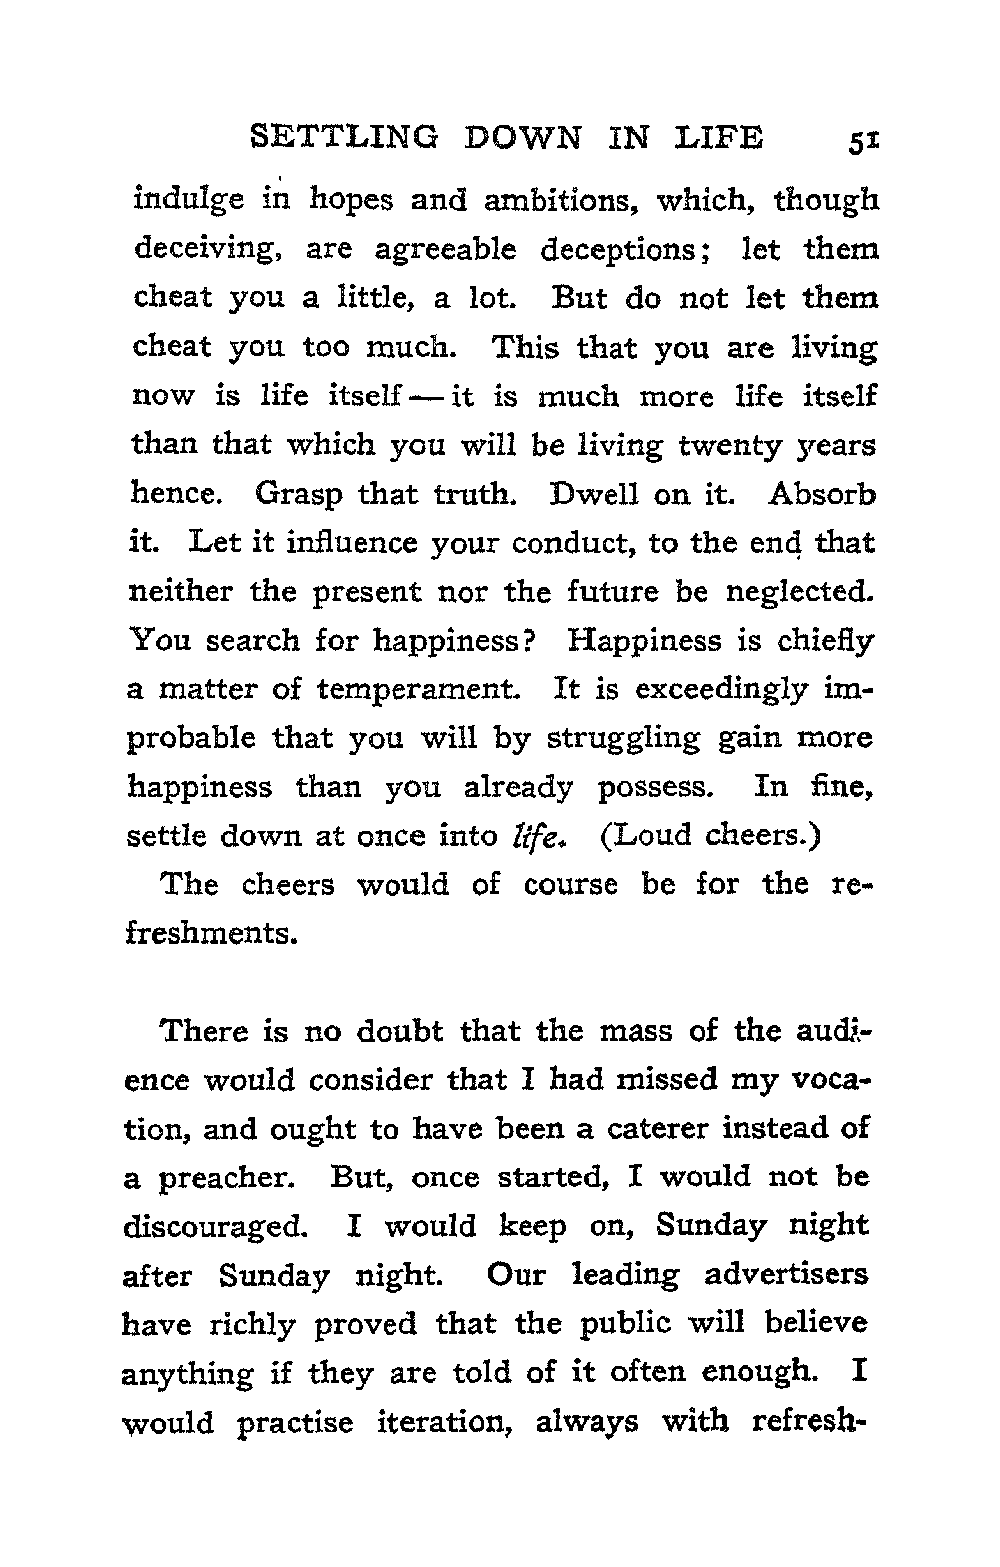 SETTLING DOWN IN LIFE 51
indulge in hopes and ambitions, which, though
deceiving, are agreeable deceptions; let them
cheat you a little, a lot. But do not let them
cheat you too much. This that you are living
now is life itself—it is much more life itself
than that which you will be living twenty years
hence. Grasp that truth. Dwell on it. Absorb
it. Let it influence your conduct, to the end that
neither the present nor the future be neglected.
You search for happiness? Happiness is chiefly
a matter of temperament. It is exceedingly im-
probable that you will by struggling gain more
happiness than you already possess. In fine,
settle down at once into life. (Loud cheers.)
The cheers would of course be for the re-
freshments.
There is no doubt that the mass of the audi-
ence would consider that I had missed my voca-
tion, and ought to have been a caterer instead of
a preacher. But, once started, I would not be
discouraged. I would keep on, Sunday night
after Sunday night. Our leading advertisers
have richly proved that the public will believe
anything if they are told of it often enough. I
would practise iteration, always with refresh-